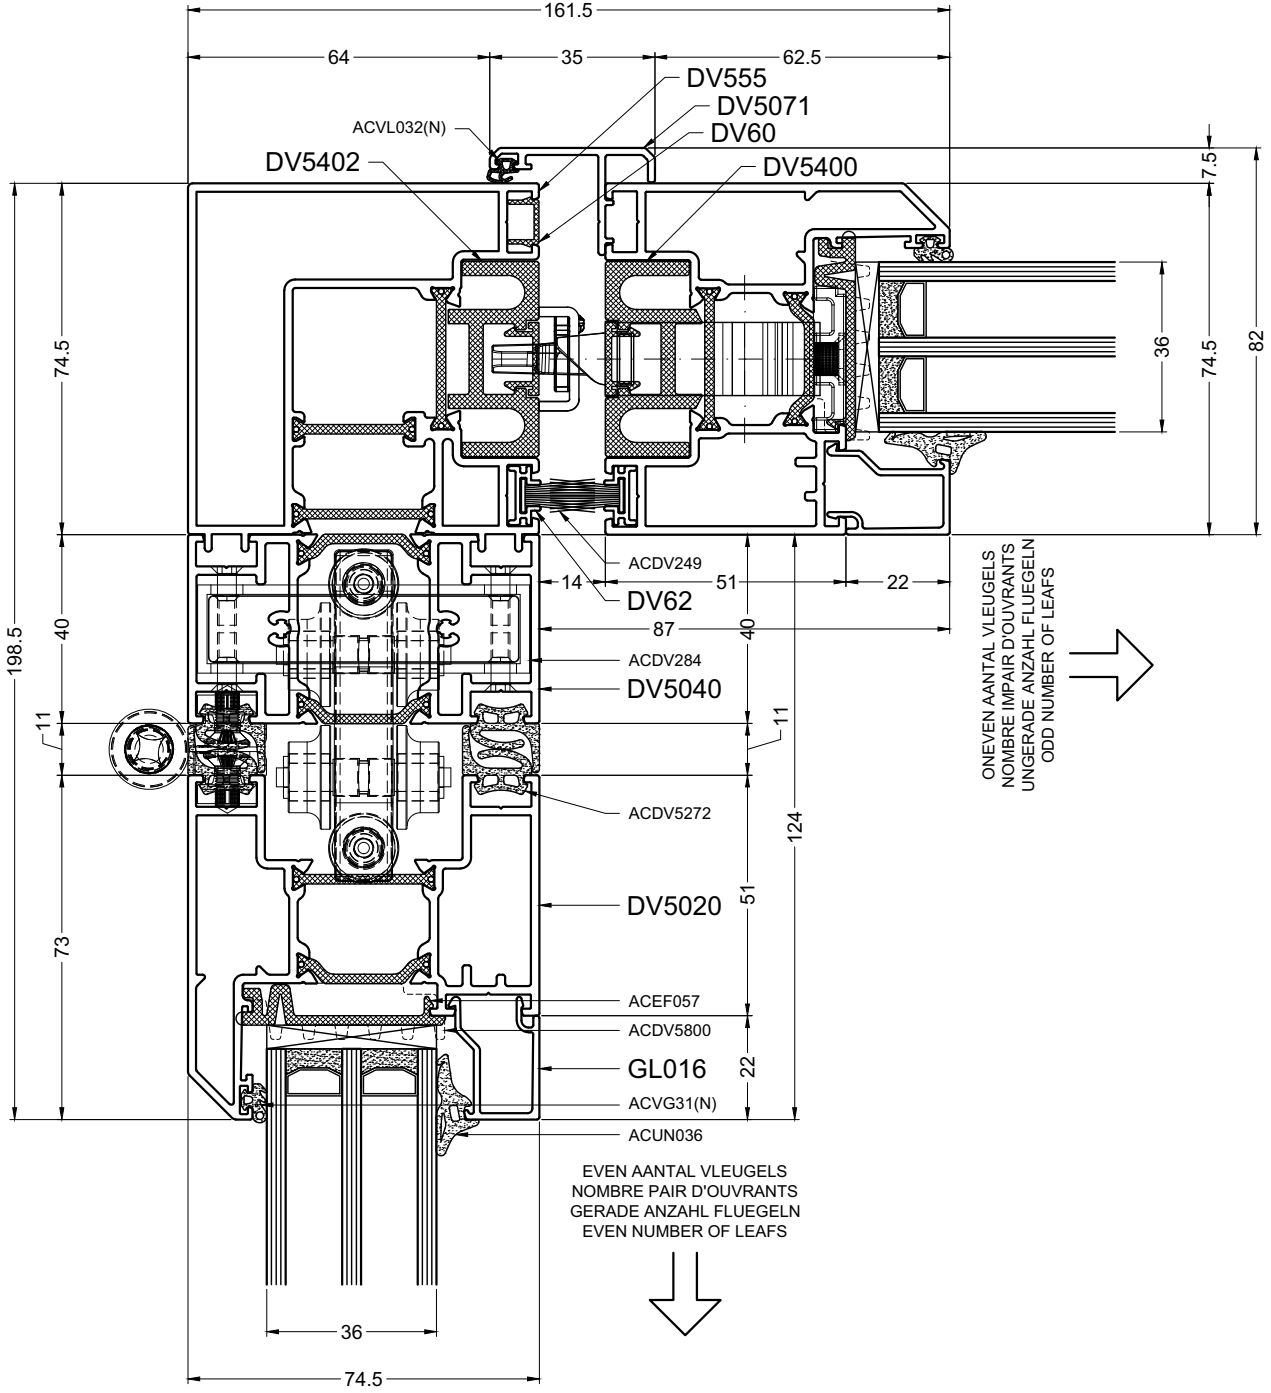 161.5
64
35
62.5
DV555
DV5071
ACVL032(N)
DV60
DV5402
DV5400
7.5
74.5
36
74.5
82
ACDV249
14
51
22
DV62
87
40
40
198.5
ACDV284
DV5040
11
11
ACDV5272
124
51
DV5020
73
ACEF057
ACDV5800
GL016
22
ACVG31(N)
ACUN036
ONEVEN AANTAL VLEUGELS
NOMBRE IMPAIR D'OUVRANTS
UNGERADE ANZAHL FLUEGELN
ODD NUMBER OF LEAFS
EVEN AANTAL VLEUGELS
NOMBRE PAIR D'OUVRANTS
GERADE ANZAHL FLUEGELN
EVEN NUMBER OF LEAFS
36
74.5